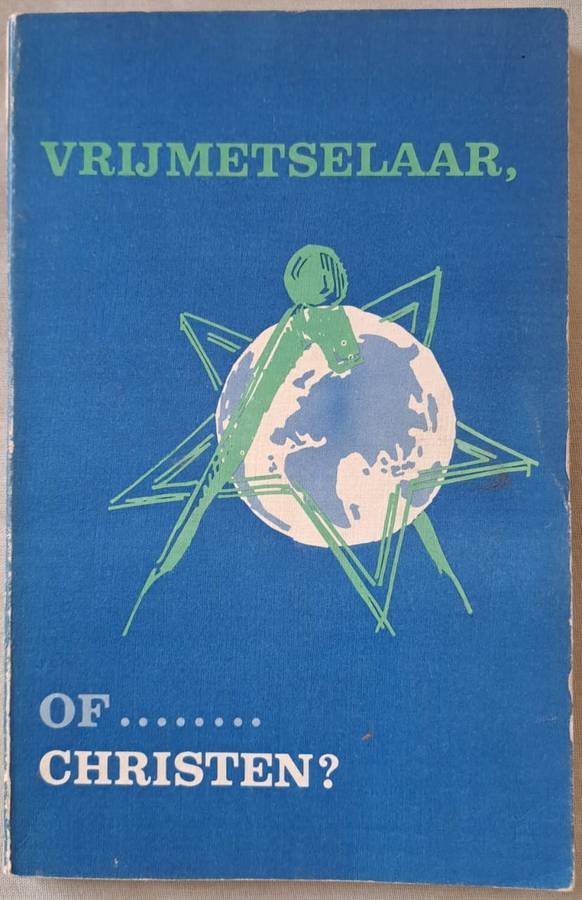 VRIJMETSELAAR,
OF ........
CHRISTEN?